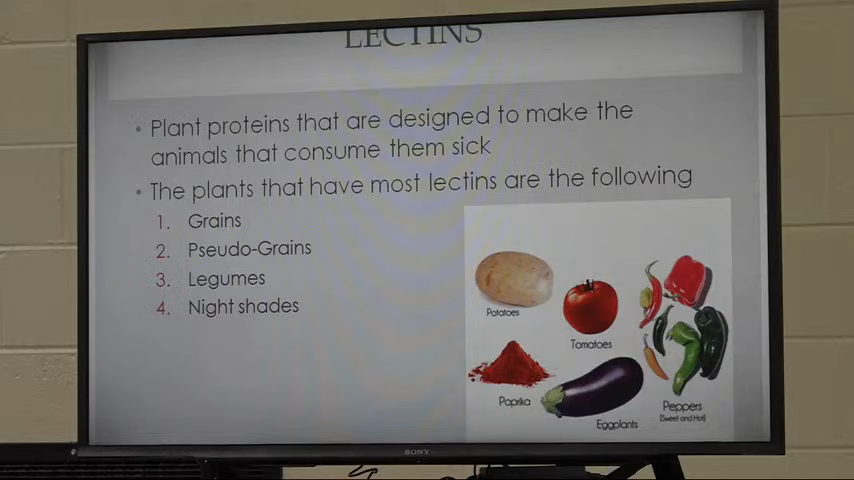 LECTINS
• Plant proteins that are designed to make the
animals that consume them sick
• The plants that have most lectins are the following
1. Grains
2. Pseudo-Grains
3. Legumes
4. Night shades
Potatoes
Tomatoes
Paprika
Eggplants
Peppers
(Sweet and Hot)
SONY